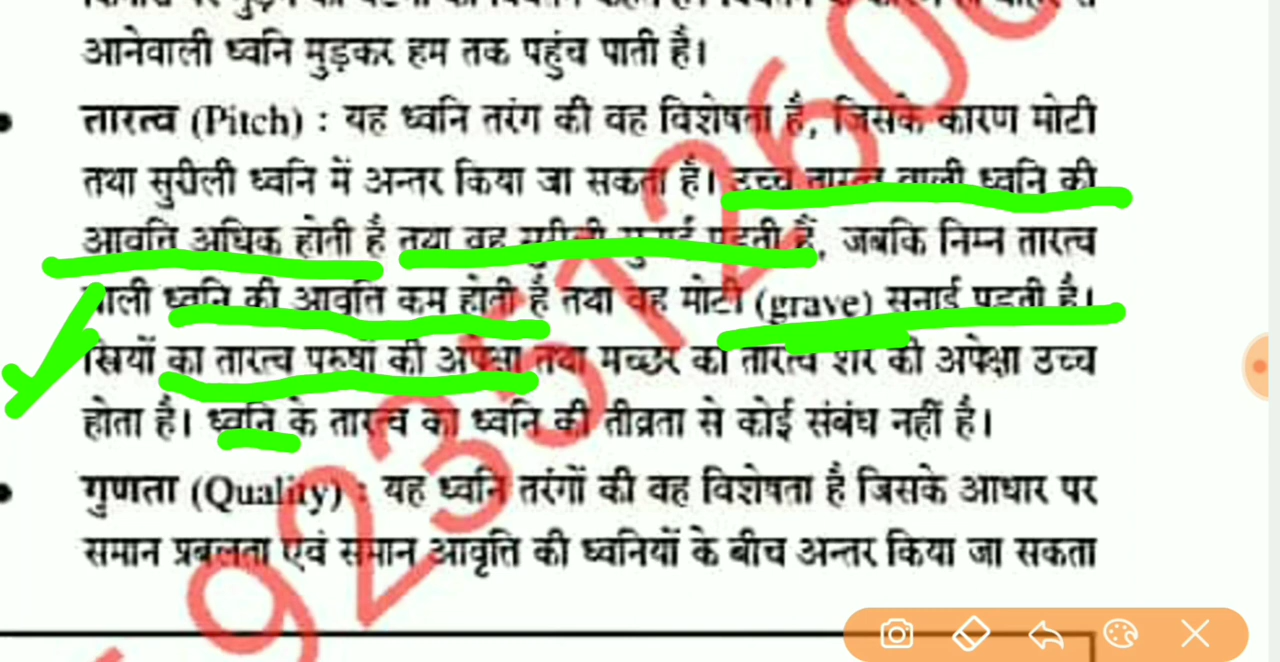 आनेवाली ध्वनि मुड़कर हम तक पहुंच पाती है।
तारत्व (Pitch) : यह ध्वनि तरंग की वह विशेषता है, जिसके कारण मोटी
तथा सुरीली ध्वनि में अन्तर किया जा सकता है। उच्च तारत्व वाली ध्वनि की
आवृत्ति अधिक होती है तथा वह सुरीली सुनाई पड़ती है, जबकि निम्न तारत्व
वाली ध्वनि की आवृत्ति कम होती है तथा वह मोटी (grave) सुनाई पड़ती है।
स्त्रियों का तारत्व पुरुषों की अपेक्षा तथा मच्छर का तारत्व शेर की अपेक्षा उच्च
होता है। ध्वनि के तारत्व का ध्वनि की तीव्रता से कोई संबंध नहीं है।
गुणता (Quality) : यह ध्वनि तरंगों की वह विशेषता है जिसके आधार पर
समान प्रबलता एवं समान आवृति की ध्वनियों के बीच अन्तर किया जा सकता